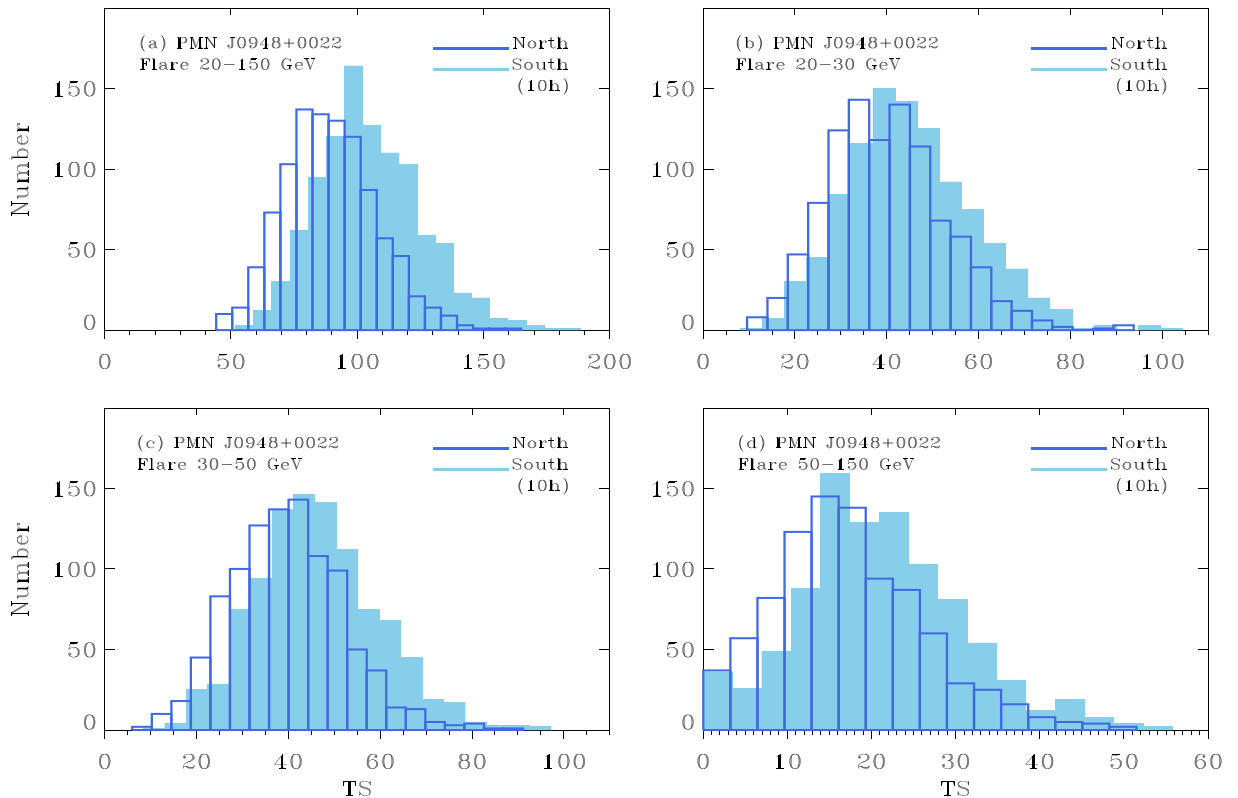 (a) PMN J0948+0022
Flare 20−150 GeV
North
South
(10h)
Number
150
100
50
0
0 50 100 150 200
(b) PMN J0948+0022
Flare 20−30 GeV
North
South
(10h)
150
100
50
0
0 20 40 60 80 100
(c) PMN J0948+0022
Flare 30−50 GeV
North
South
(10h)
Number
150
100
50
0
0 20 40 60 80 100
TS
(d) PMN J0948+0022
Flare 50−150 GeV
North
South
(10h)
150
100
50
0
0 10 20 30 40 50 60
TS